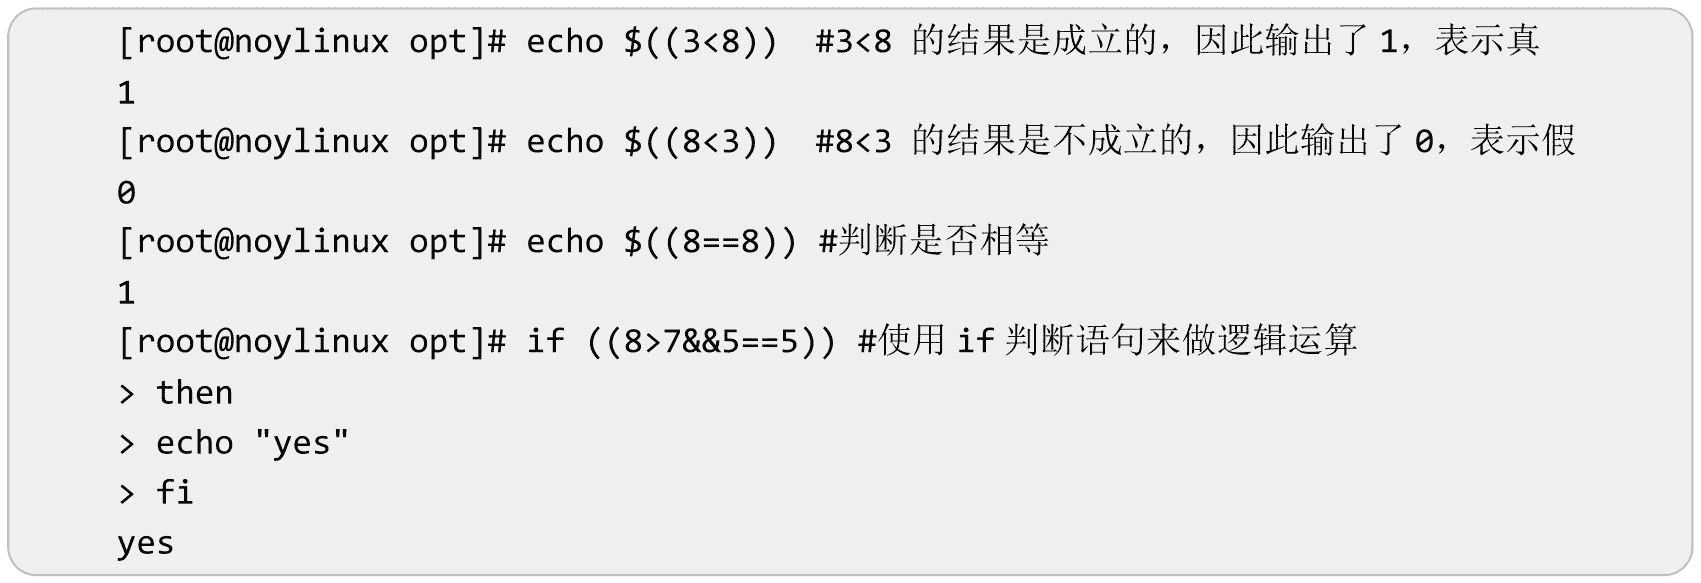 [root@noylinux opt]# echo $((3<8))  #3<8 的结果是成立的，因此输出了 1，表示真
1
[root@noylinux opt]# echo $((8<3))  #8<3 的结果是不成立的，因此输出了 0，表示假
0
[root@noylinux opt]# echo $((8==8)) #判断是否相等
1
[root@noylinux opt]# if ((8>7&&5==5)) #使用 if 判断语句来做逻辑运算
> then
> echo "yes"
> fi
yes